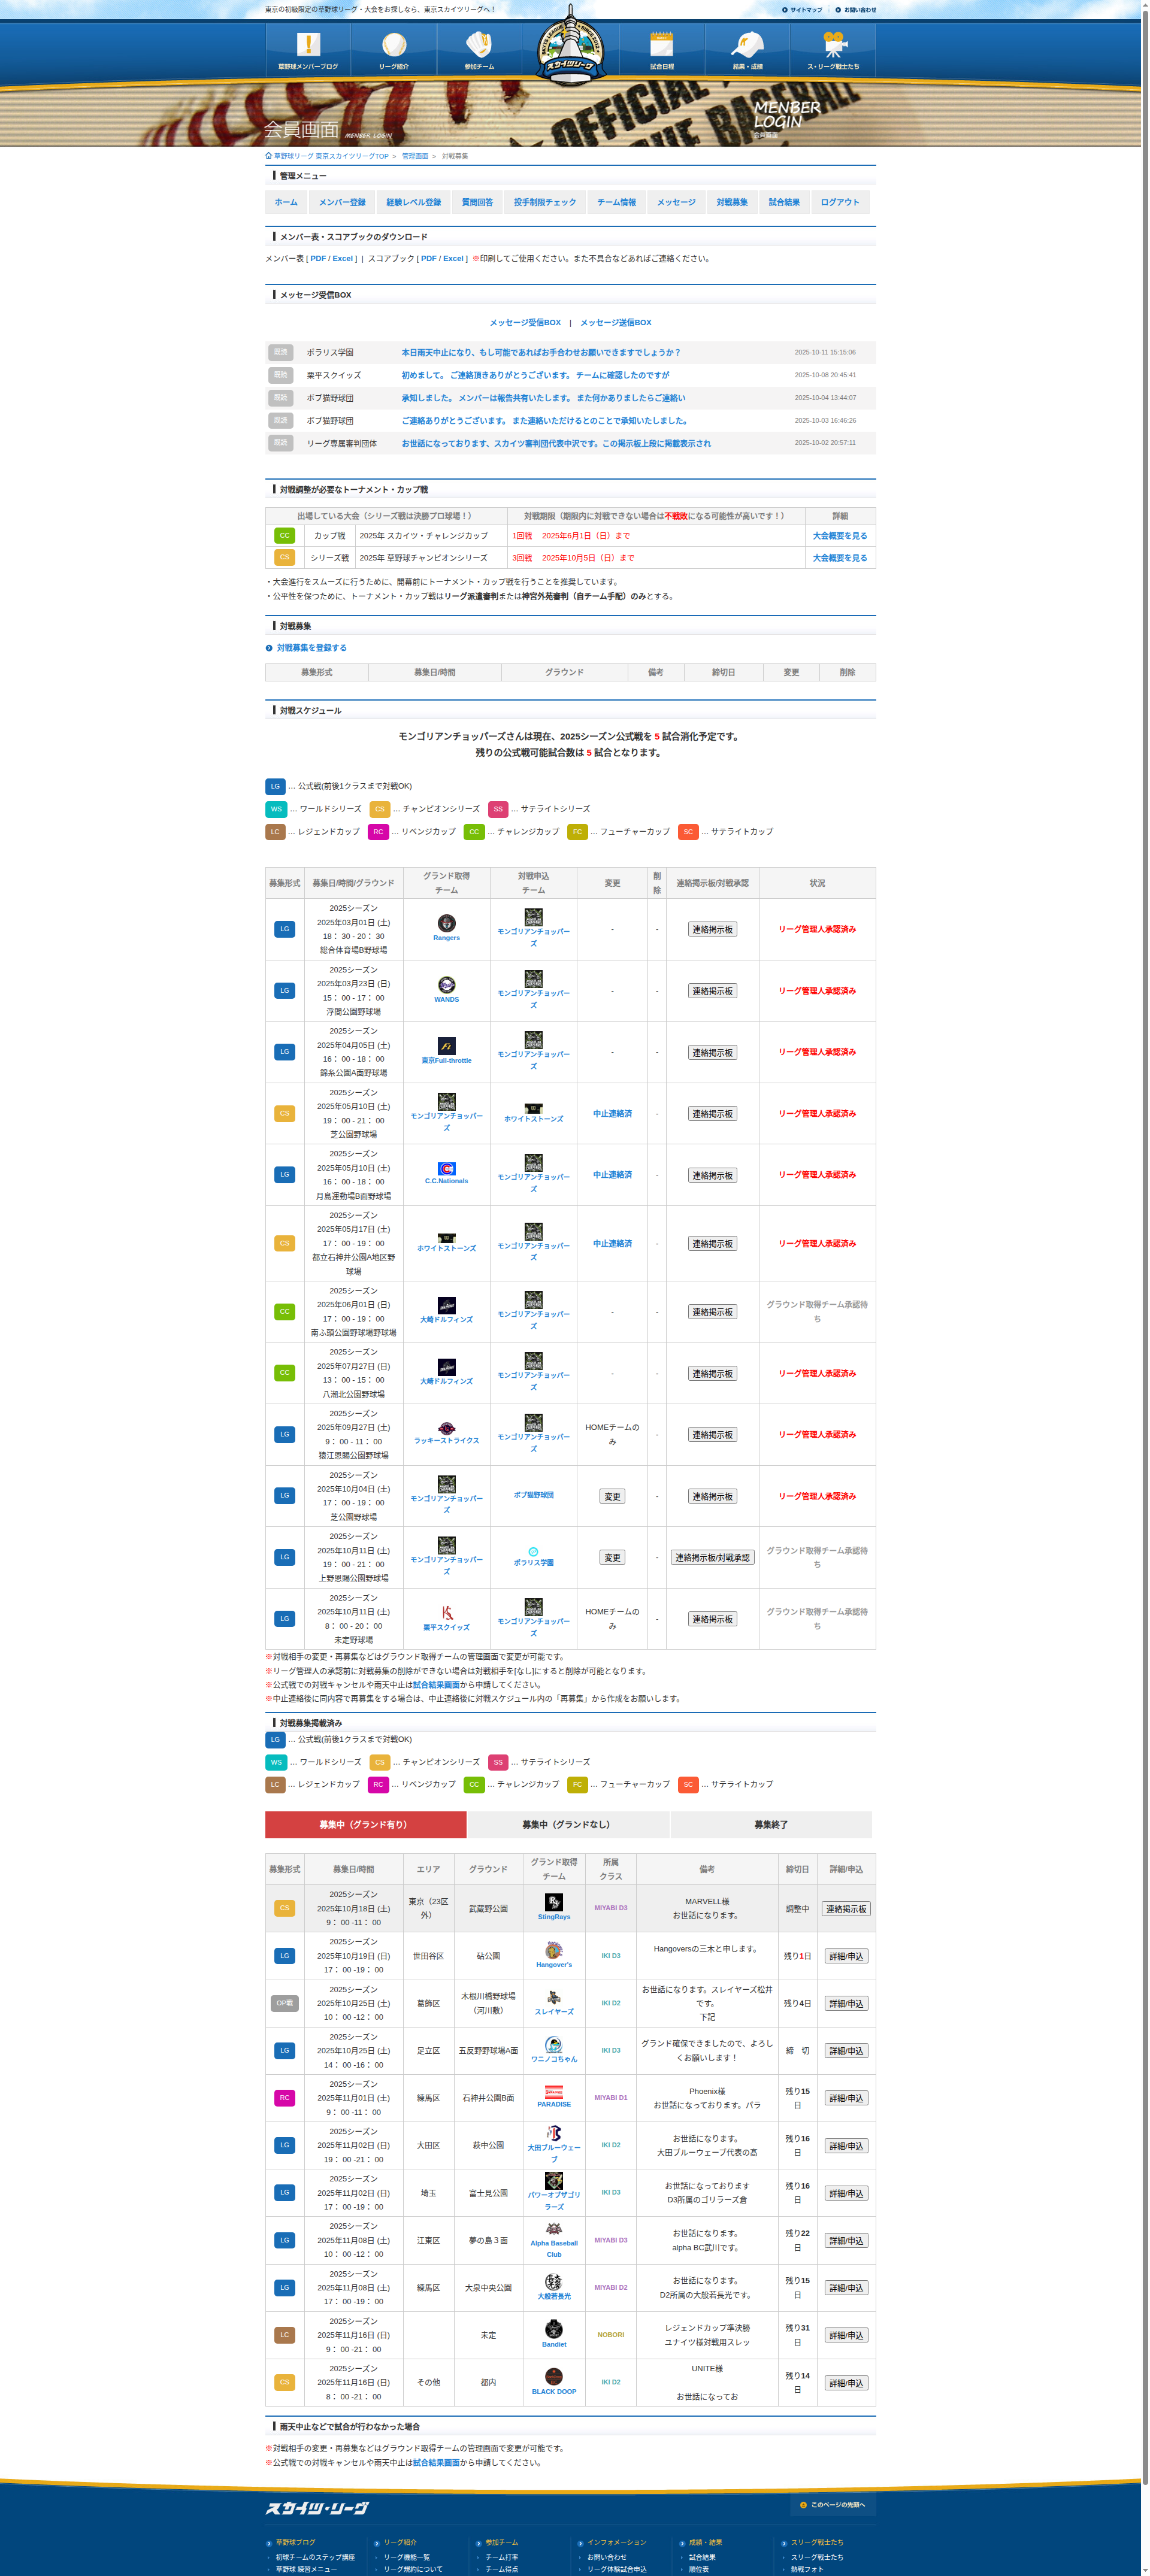 東京の初級限定の草野球リーグ・大会をお探しなら、東京スカイツリーグへ！
サイトマップ
お問い合わせ
草野球メンバーブログ
リーグ紹介
参加チーム
スカイツリーグ
試合日程
結果・成績
ス・リーグ戦士たち
会員画面 MENBER LOGIN
MENBER LOGIN
会員画面
草野球リーグ 東京スカイツリーグTOP > 管理画面 > 対戦募集
管理メニュー
ホーム メンバー登録 経験レベル登録 質問回答 投手制限チェック チーム情報 メッセージ 対戦募集 試合結果 ログアウト
メンバー表・スコアブックのダウンロード
メンバー表 [ PDF / Excel ] | スコアブック [ PDF / Excel ] ※印刷してご使用ください。また不具合などあればご連絡ください。
メッセージ受信BOX
メッセージ受信BOX | メッセージ送信BOX
既読 ポラリス学園 本日雨天中止になり、もし可能であればお手合わせお願いできますでしょうか？ 2025-10-11 15:15:06
既読 栗平スクイッズ 初めまして。 ご連絡頂きありがとうございます。 チームに確認したのですが 2025-10-08 20:45:41
既読 ボブ猫野球団 承知しました。 メンバーは報告共有いたします。 また何かありましたらご連絡い 2025-10-04 13:44:07
既読 ボブ猫野球団 ご連絡ありがとうございます。 また連絡いただけるとのことで承知いたしました。 2025-10-03 16:46:26
既読 リーグ専属審判団体 お世話になっております、スカイツ審判団代表中沢です。この掲示板上段に掲載表示され 2025-10-02 20:57:11
対戦調整が必要なトーナメント・カップ戦
出場している大会（シリーズ戦は決勝プロ球場！） 対戦期限（期限内に対戦できない場合は不戦敗になる可能性が高いです！） 詳細
CC カップ戦 2025年 スカイツ・チャレンジカップ 1回戦 2025年6月1日（日）まで 大会概要を見る
CS シリーズ戦 2025年 草野球チャンピオンシリーズ 3回戦 2025年10月5日（日）まで 大会概要を見る
・大会進行をスムーズに行うために、開幕前にトーナメント・カップ戦を行うことを推奨しています。
・公平性を保つために、トーナメント・カップ戦はリーグ派遣審判または神宮外苑審判（自チーム手配）のみとする。
対戦募集
対戦募集を登録する
募集形式 募集日/時間 グラウンド 備考 締切日 変更 削除
対戦スケジュール
モンゴリアンチョッパーズさんは現在、2025シーズン公式戦を 5 試合消化予定です。
残りの公式戦可能試合数は 5 試合となります。
LG … 公式戦(前後1クラスまで対戦OK)
WS … ワールドシリーズ CS … チャンピオンシリーズ SS … サテライトシリーズ
LC … レジェンドカップ RC … リベンジカップ CC … チャレンジカップ FC … フューチャーカップ SC … サテライトカップ
募集形式 募集日/時間/グラウンド グランド取得チーム 対戦申込チーム 変更 削除 連絡掲示板/対戦承認 状況
LG 2025シーズン 2025年03月01日 (土) 18： 30 - 20： 30 総合体育場B野球場 Rangers モンゴリアンチョッパーズ - - 連絡掲示板 リーグ管理人承認済み
LG 2025シーズン 2025年03月23日 (日) 15： 00 - 17： 00 浮間公園野球場 WANDS モンゴリアンチョッパーズ - - 連絡掲示板 リーグ管理人承認済み
LG 2025シーズン 2025年04月05日 (土) 16： 00 - 18： 00 錦糸公園A面野球場 東京Full-throttle モンゴリアンチョッパーズ - - 連絡掲示板 リーグ管理人承認済み
CS 2025シーズン 2025年05月10日 (土) 19： 00 - 21： 00 芝公園野球場 モンゴリアンチョッパーズ ホワイトストーンズ 中止連絡済 - 連絡掲示板 リーグ管理人承認済み
LG 2025シーズン 2025年05月10日 (土) 16： 00 - 18： 00 月島運動場B面野球場 C.C.Nationals モンゴリアンチョッパーズ 中止連絡済 - 連絡掲示板 リーグ管理人承認済み
CS 2025シーズン 2025年05月17日 (土) 17： 00 - 19： 00 都立石神井公園A地区野球場 ホワイトストーンズ モンゴリアンチョッパーズ 中止連絡済 - 連絡掲示板 リーグ管理人承認済み
CC 2025シーズン 2025年06月01日 (日) 17： 00 - 19： 00 南ふ頭公園野球場野球場 大崎ドルフィンズ モンゴリアンチョッパーズ - - 連絡掲示板 グラウンド取得チーム承認待ち
CC 2025シーズン 2025年07月27日 (日) 13： 00 - 15： 00 八潮北公園野球場 大崎ドルフィンズ モンゴリアンチョッパーズ - - 連絡掲示板 リーグ管理人承認済み
LG 2025シーズン 2025年09月27日 (土) 9： 00 - 11： 00 猿江恩賜公園野球場 ラッキーストライクス モンゴリアンチョッパーズ HOMEチームのみ - 連絡掲示板 リーグ管理人承認済み
LG 2025シーズン 2025年10月04日 (土) 17： 00 - 19： 00 芝公園野球場 モンゴリアンチョッパーズ ボブ猫野球団 変更 - 連絡掲示板 リーグ管理人承認済み
LG 2025シーズン 2025年10月11日 (土) 19： 00 - 21： 00 上野恩賜公園野球場 モンゴリアンチョッパーズ ポラリス学園 変更 - 連絡掲示板/対戦承認 グラウンド取得チーム承認待ち
LG 2025シーズン 2025年10月11日 (土) 8： 00 - 20： 00 未定野球場 栗平スクイッズ モンゴリアンチョッパーズ HOMEチームのみ - 連絡掲示板 グラウンド取得チーム承認待ち
※対戦相手の変更・再募集などはグラウンド取得チームの管理画面で変更が可能です。
※リーグ管理人の承認前に対戦募集の削除ができない場合は対戦相手を[なし]にすると削除が可能となります。
※公式戦での対戦キャンセルや雨天中止は試合結果画面から申請してください。
※中止連絡後に同内容で再募集をする場合は、中止連絡後に対戦スケジュール内の「再募集」から作成をお願いします。
対戦募集掲載済み
LG … 公式戦(前後1クラスまで対戦OK)
WS … ワールドシリーズ CS … チャンピオンシリーズ SS … サテライトシリーズ
LC … レジェンドカップ RC … リベンジカップ CC … チャレンジカップ FC … フューチャーカップ SC … サテライトカップ
募集中（グランド有り） 募集中（グランドなし） 募集終了
募集形式 募集日/時間 エリア グラウンド グランド取得チーム 所属クラス 備考 締切日 詳細/申込
CS 2025シーズン 2025年10月18日 (土) 9： 00 -11： 00 東京（23区外） 武蔵野公園 StingRays MIYABI D3 MARVELL様 お世話になります。 調整中 連絡掲示板
LG 2025シーズン 2025年10月19日 (日) 17： 00 -19： 00 世田谷区 砧公園 Hangover's IKI D3 Hangoversの三木と申します。 残り1日 詳細/申込
OP戦 2025シーズン 2025年10月25日 (土) 10： 00 -12： 00 葛飾区 木根川橋野球場（河川敷） スレイヤーズ IKI D2 お世話になります。スレイヤーズ松井です。 下記 残り4日 詳細/申込
LG 2025シーズン 2025年10月25日 (土) 14： 00 -16： 00 足立区 五反野野球場A面 ワニノコちゃん IKI D3 グランド確保できましたので、よろしくお願いします！ 締 切 詳細/申込
RC 2025シーズン 2025年11月01日 (土) 9： 00 -11： 00 練馬区 石神井公園B面 PARADISE MIYABI D1 Phoenix様 お世話になっております。パラ 残り15日 詳細/申込
LG 2025シーズン 2025年11月02日 (日) 19： 00 -21： 00 大田区 萩中公園 大田ブルーウェーブ IKI D2 お世話になります。 大田ブルーウェーブ代表の髙 残り16日 詳細/申込
LG 2025シーズン 2025年11月02日 (日) 17： 00 -19： 00 埼玉 富士見公園 パワーオブザゴリラーズ IKI D3 お世話になっております D3所属のゴリラーズ倉 残り16日 詳細/申込
LG 2025シーズン 2025年11月08日 (土) 10： 00 -12： 00 江東区 夢の島３面 Alpha Baseball Club MIYABI D3 お世話になります。 alpha BC武川です。 残り22日 詳細/申込
LG 2025シーズン 2025年11月08日 (土) 17： 00 -19： 00 練馬区 大泉中央公園 大般若長光 MIYABI D2 お世話になります。 D2所属の大般若長光です。 残り15日 詳細/申込
LC 2025シーズン 2025年11月16日 (日) 9： 00 -21： 00 未定 Bandiet NOBORI レジェンドカップ準決勝 ユナイツ様対戦用スレッ 残り31日 詳細/申込
CS 2025シーズン 2025年11月16日 (日) 8： 00 -21： 00 その他 都内 BLACK DOOP IKI D2 UNITE様 お世話になってお 残り14日 詳細/申込
雨天中止などで試合が行わなかった場合
※対戦相手の変更・再募集などはグラウンド取得チームの管理画面で変更が可能です。
※公式戦での対戦キャンセルや雨天中止は試合結果画面から申請してください。
スカイツ・リーグ
このページの先頭へ
草野球ブログ リーグ紹介 参加チーム インフォメーション 成績・結果 スリーグ戦士たち
初球チームのステップ講座 リーグ機能一覧 チーム打率 お問い合わせ 試合結果 スリーグ戦士たち
草野球 練習メニュー リーグ規約について チーム得点 リーグ体験試合申込 順位表 熱戦フォト